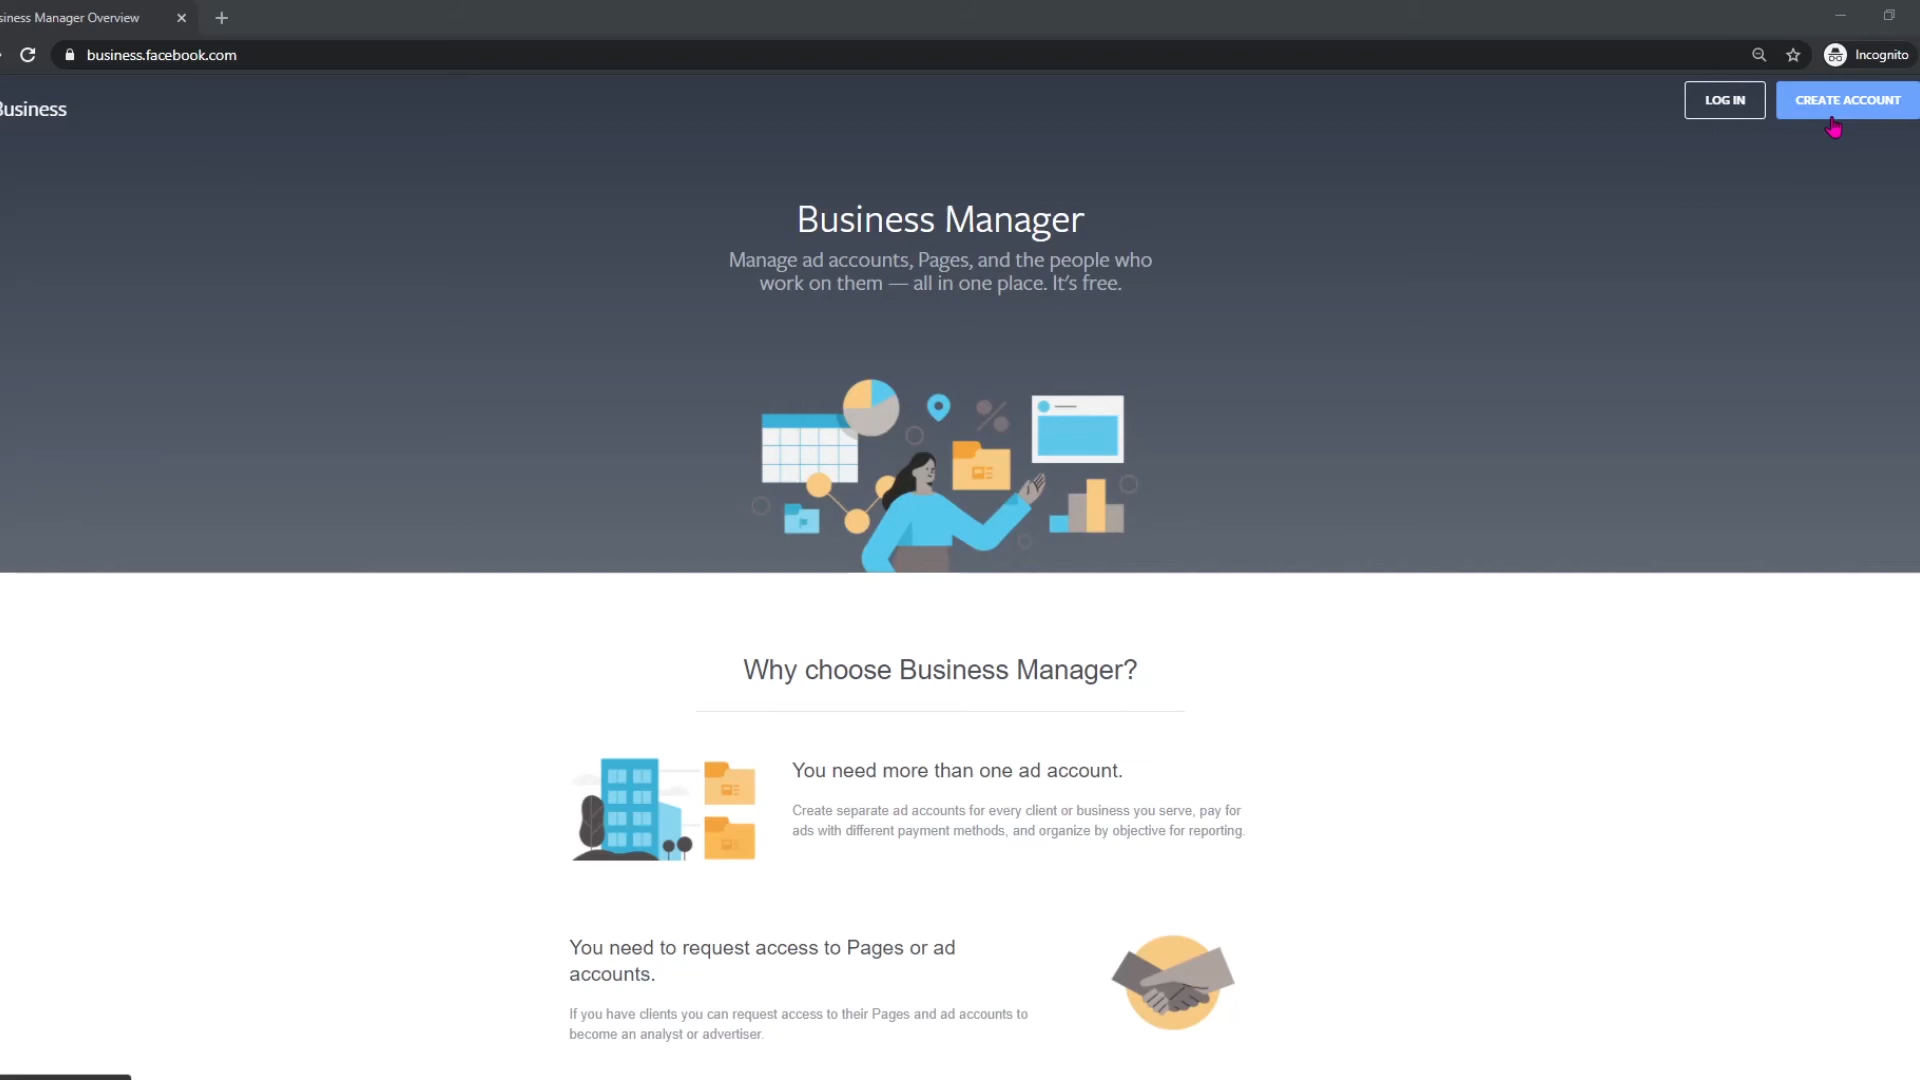 siness Manager Overview
business.facebook.com
Incognito
Business
LOG IN
CREATE ACCOUNT
Business Manager
Manage ad accounts, Pages, and the people who
work on them — all in one place. It's free.
Why choose Business Manager?
You need more than one ad account.
Create separate ad accounts for every client or business you serve, pay for
ads with different payment methods, and organize by objective for reporting.
You need to request access to Pages or ad
accounts.
If you have clients you can request access to their Pages and ad accounts to
become an analyst or advertiser.